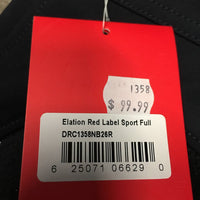 1358
$ 99.99
Elation Red Label Sport Full
DRC1358NB26R
6 25071 06629 0